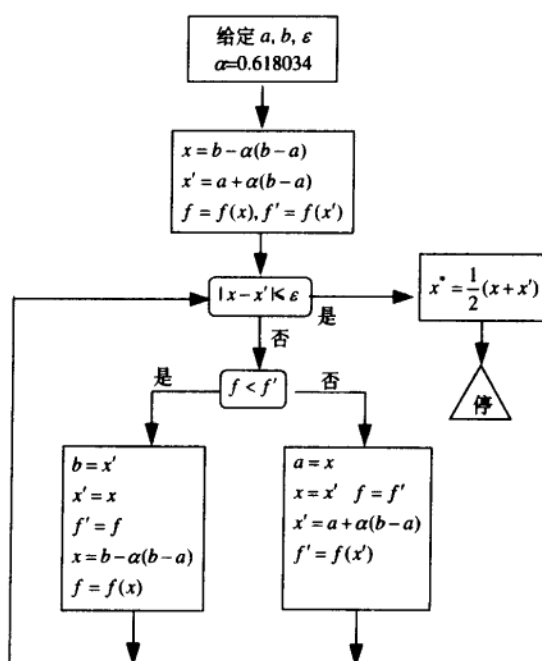 给定 a, b, ε
α=0.618034
x = b − α(b − a)
x' = a + α(b − a)
f = f(x), f' = f(x')
|x − x'| ⩽ ε
是
x* = 1/2 (x + x')
否
停
是
f < f'
否
b = x'
x' = x
f' = f
x = b − α(b − a)
f = f(x)
a = x
x = x' f = f'
x' = a + α(b − a)
f' = f(x')